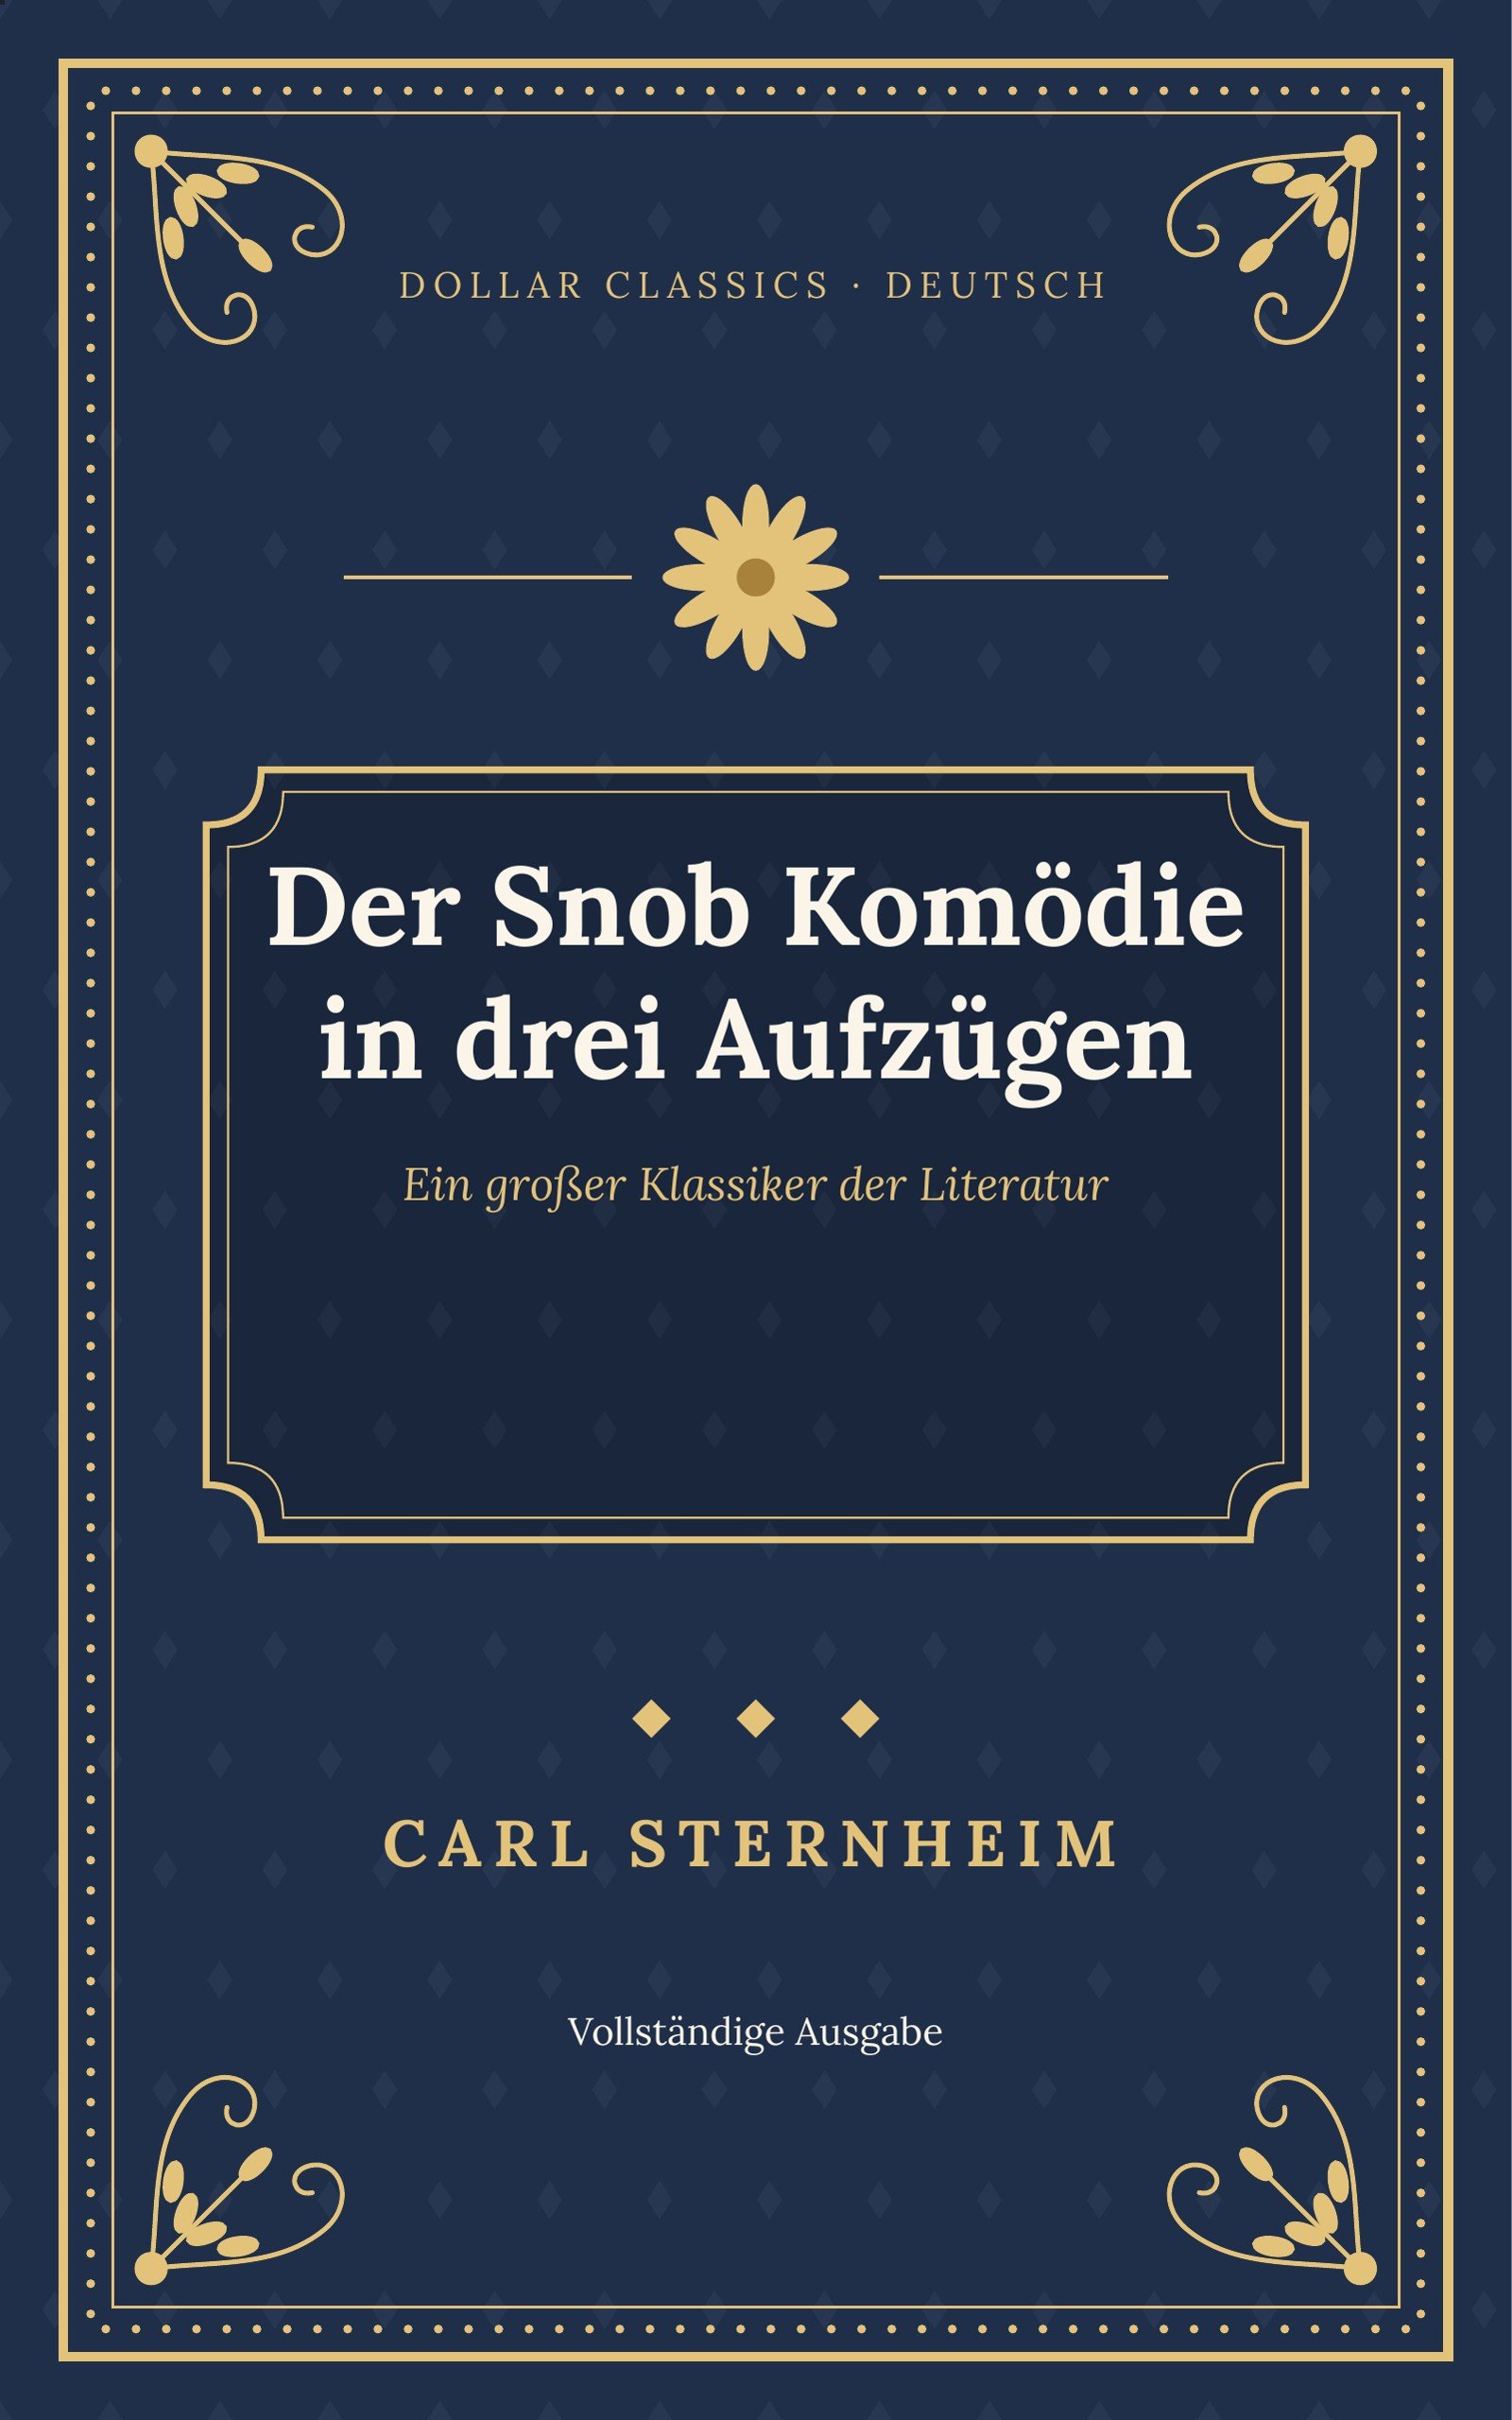 DOLLAR CLASSICS · DEUTSCH
Der Snob Komödie
in drei Aufzügen
Ein großer Klassiker der Literatur
CARL STERNHEIM
Vollständige Ausgabe